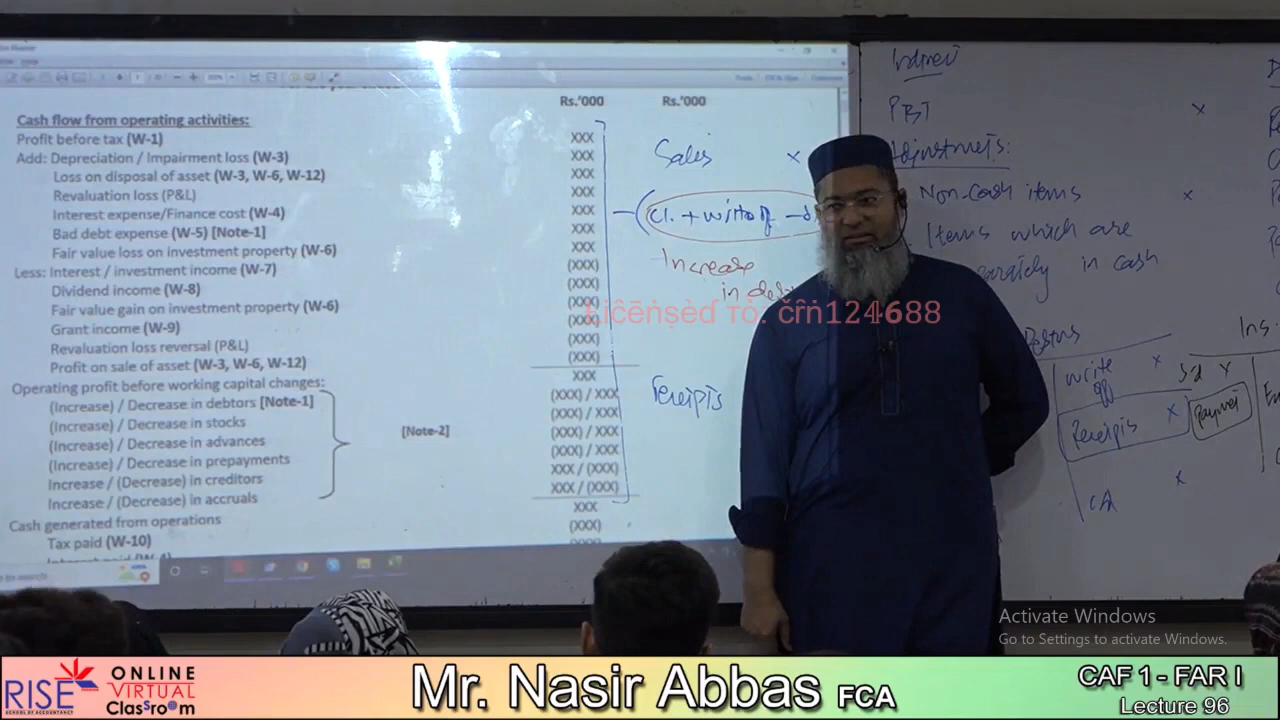 Rs.'000 Rs.'000
Cash flow from operating activities:
Profit before tax (W-1) XXX
Add: Depreciation / Impairment loss (W-3) XXX
Loss on disposal of asset (W-3, W-6, W-12) XXX
Revaluation loss (P&L) XXX
Interest expense/Finance cost (W-4) XXX
Bad debt expense (W-5) [Note-1] XXX
Fair value loss on investment property (W-6) XXX
Less: Interest / investment income (W-7) (XXX)
Dividend income (W-8) (XXX)
Fair value gain on investment property (W-6) (XXX)
Grant income (W-9) (XXX)
Revaluation loss reversal (P&L) (XXX)
Profit on sale of asset (W-3, W-6, W-12) (XXX)
Operating profit before working capital changes: XXX
(Increase) / Decrease in debtors [Note-1] (XXX) / XXX
(Increase) / Decrease in stocks (XXX) / XXX
(Increase) / Decrease in advances [Note-2] (XXX) / XXX
(Increase) / Decrease in prepayments (XXX) / XXX
Increase / (Decrease) in creditors XXX / (XXX)
Increase / (Decrease) in accruals XXX / (XXX)
Cash generated from operations XXX
Tax paid (W-10) (XXX)
Sales x
Increase
in
Receipts
Indirect
PBT x
Adjustments:
Non-cash items x
Items which are
in cash
write x
off
Receipts x
Payment
x
Licensed To: crn124688
Activate Windows
Go to Settings to activate Windows.
RISE
SCHOOL OF ACCOUNTANCY
ONLINE
VIRTUAL
Classroom
Mr. Nasir Abbas FCA
CAF 1 - FAR I
Lecture 96